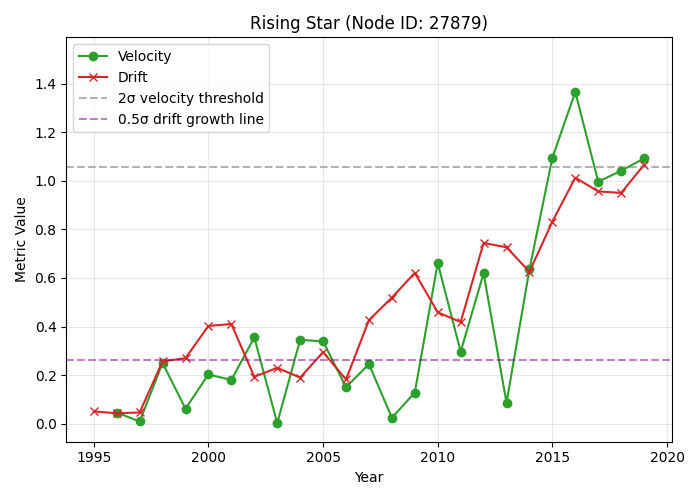 Rising Star (Node ID: 27879)
Velocity
Drift
2σ velocity threshold
0.5σ drift growth line
Metric Value
1.4
1.2
1.0
0.8
0.6
0.4
0.2
0.0
1995 2000 2005 2010 2015 2020
Year